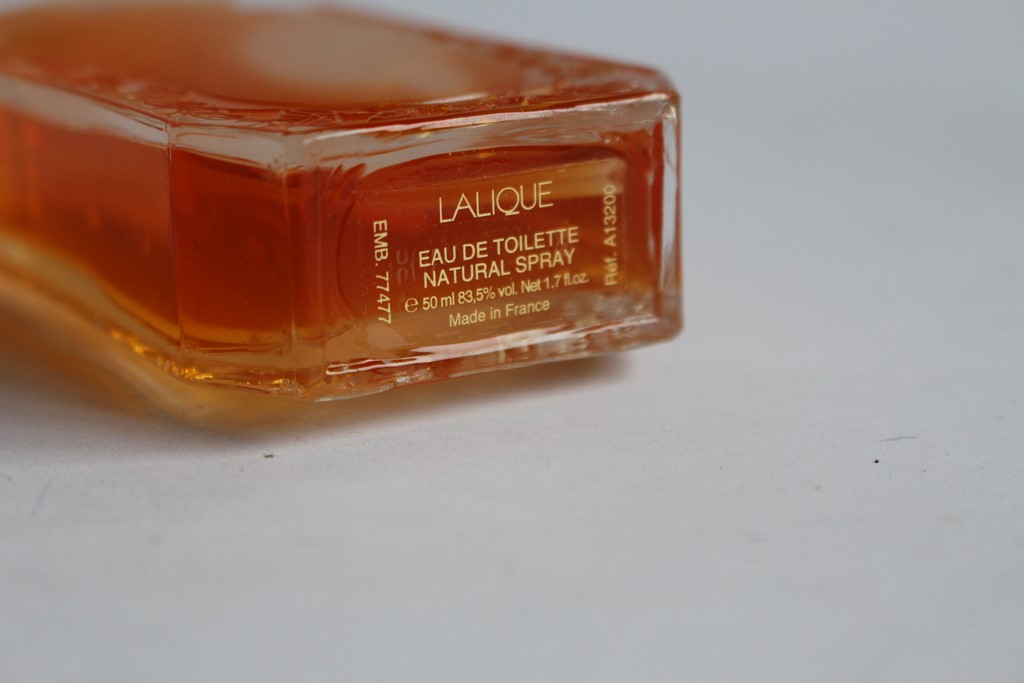 LALIQUE
EAU DE TOILETTE
NATURAL SPRAY
℮ 50 ml 83,5% vol. Net 1.7 fl.oz.
Made in France
EMB. 77477
Réf. A13200